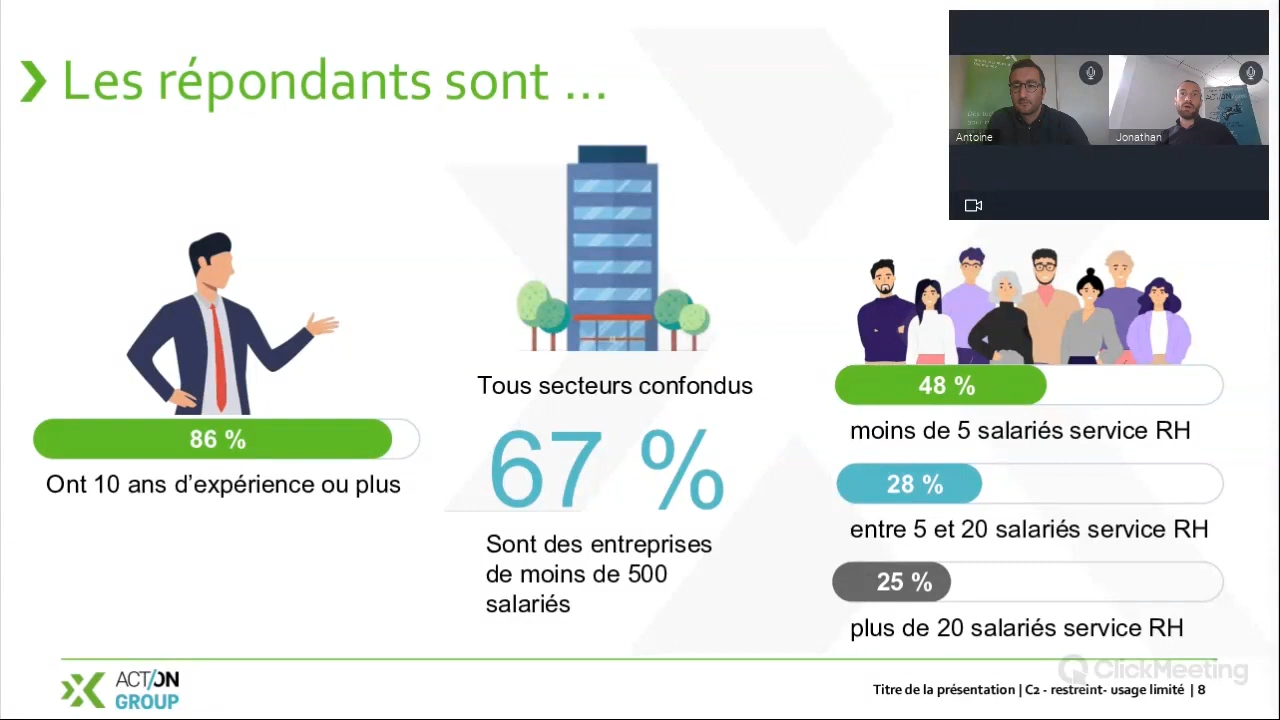 Les répondants sont ...
Antoine
Jonathan
86 %
Ont 10 ans d'expérience ou plus
Tous secteurs confondus
67 %
Sont des entreprises
de moins de 500
salariés
48 %
moins de 5 salariés service RH
28 %
entre 5 et 20 salariés service RH
25 %
plus de 20 salariés service RH
ACT/ON
GROUP
ClickMeeting
Titre de la présentation | C2 - restreint- usage limité | 8